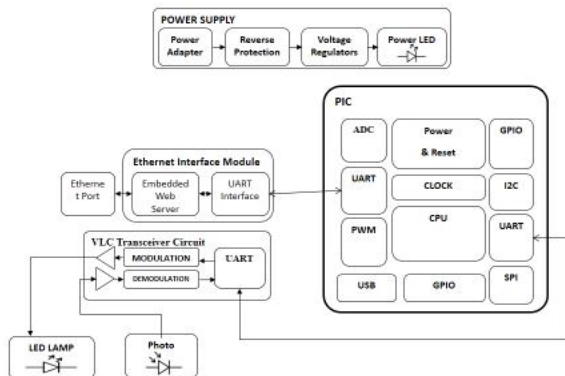 POWER SUPPLY
Power
Adapter
Reverse
Protection
Voltage
Regulators
Power LED
PIC
ADC
Power
& Reset
GPIO
UART
CLOCK
I2C
PWM
CPU
UART
USB
GPIO
SPI
Ethernet Interface Module
Etherne
t Port
Embedded
Web
Server
UART
Interface
VLC Transceiver Circuit
MODULATION
DEMODULATION
UART
LED LAMP
Photo